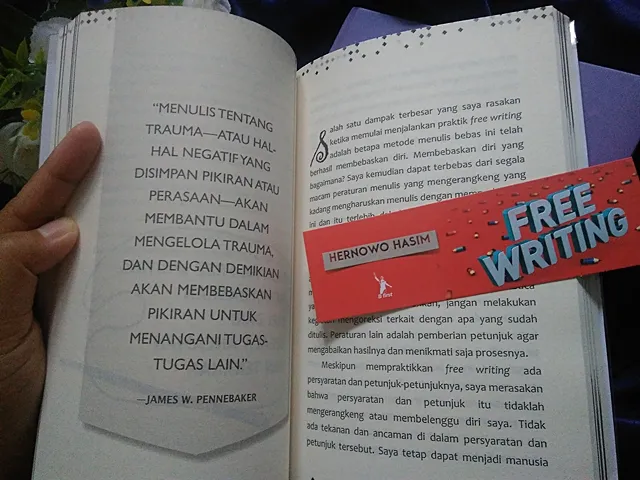 "MENULIS TENTANG
TRAUMA—ATAU HAL-
HAL NEGATIF YANG
DISIMPAN PIKIRAN ATAU
PERASAAN—AKAN
MEMBANTU DALAM
MENGELOLA TRAUMA,
DAN DENGAN DEMIKIAN
AKAN MEMBEBASKAN
PIKIRAN UNTUK
MENANGANI TUGAS-
TUGAS LAIN."
—JAMES W. PENNEBAKER
Salah satu dampak terbesar yang saya rasakan
ketika memulai menjalankan praktik free writing
adalah betapa metode menulis bebas ini telah
berhasil membebaskan diri. Membebaskan diri yang
bagaimana? Saya kemudian dapat terbebas dari segala
macam peraturan menulis yang mengerangkeng yang
kadang mengharuskan menulis dengan
ini dan itu terlebih
HERNOWO HASIM
FREE
WRITING
B first
jangan melakukan
mengoreksi terkait dengan apa yang sudah
ditulis. Peraturan lain adalah pemberian petunjuk agar
mengabaikan hasilnya dan menikmati saja prosesnya.
Meskipun mempraktikkan free writing ada
persyaratan dan petunjuk-petunjuknya, saya merasakan
bahwa persyaratan dan petunjuk itu tidaklah
mengerangkeng atau membelenggu diri saya. Tidak
ada tekanan dan ancaman di dalam persyaratan dan
petunjuk tersebut. Saya tetap dapat menjadi manusia